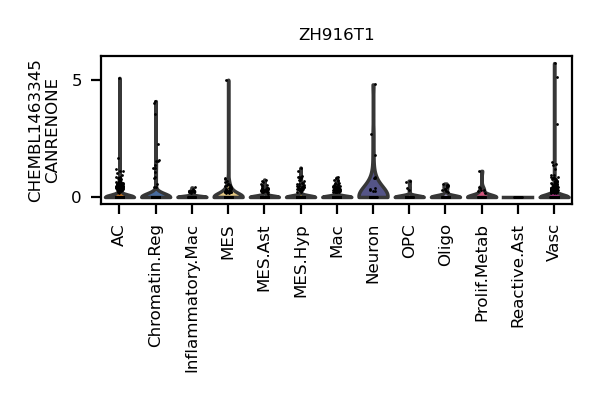 ZH916T1
CHEMBL1463345
CANRENONE
5
0
AC
Chromatin.Reg
Inflammatory.Mac
MES
MES.Ast
MES.Hyp
Mac
Neuron
OPC
Oligo
Prolif.Metab
Reactive.Ast
Vasc